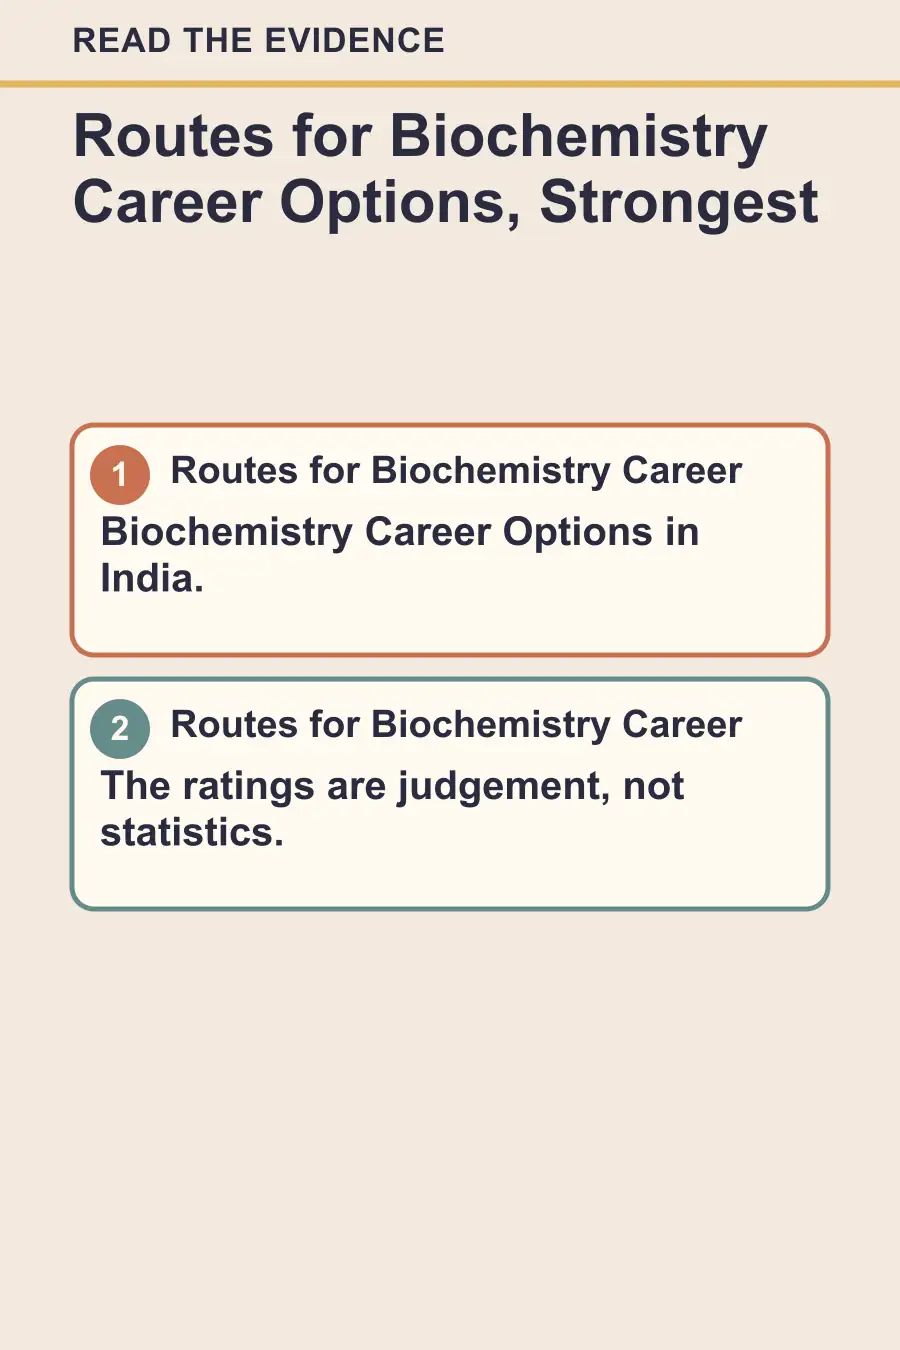 READ THE EVIDENCE
Routes for Biochemistry
Career Options, Strongest
1 Routes for Biochemistry Career
Biochemistry Career Options in
India.
2 Routes for Biochemistry Career
The ratings are judgement, not
statistics.